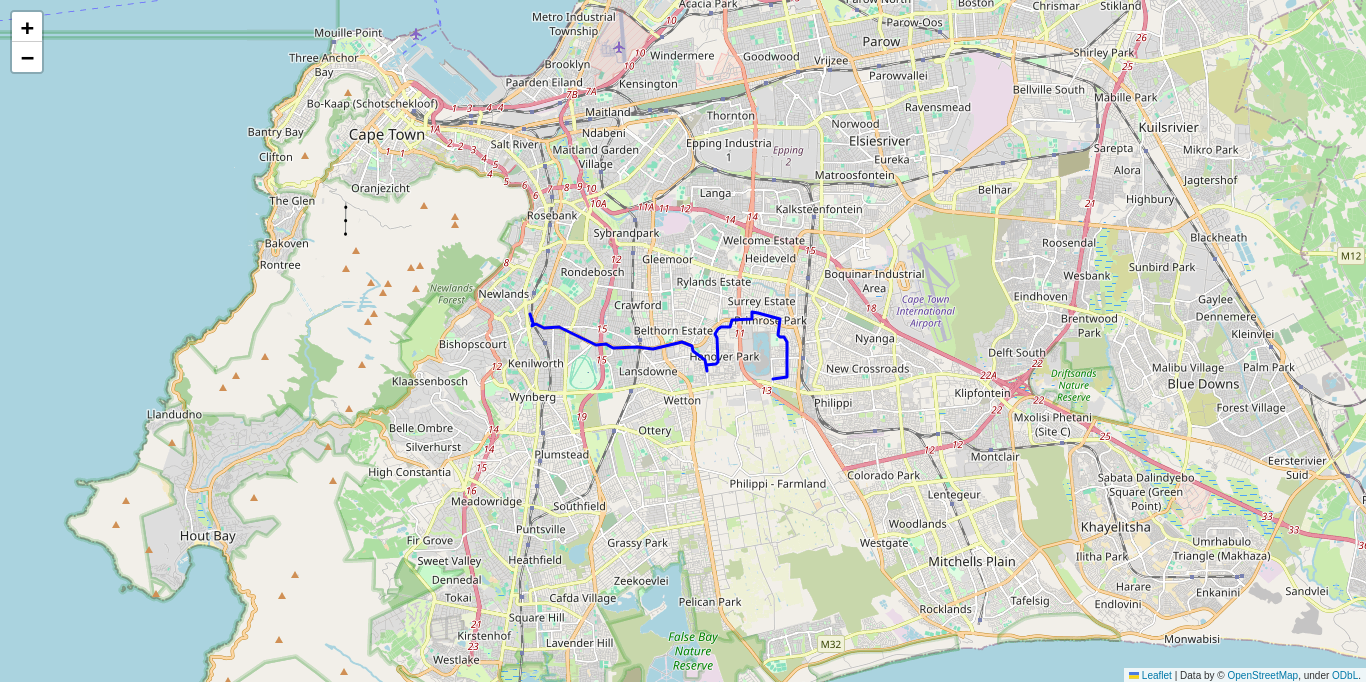 +
−
Acacia Park
Parow North
Boston
Chrismar
Stikland
Metro Industrial
Township
Parow-Oos
Mouille Point
Parow
Shirley Park
Three Anchor
Bay
Brooklyn
Windermere
Goodwood
Vrijzee
Parowvallei
Paarden Eiland
Kensington
Bellville South
Mabille Park
Bo-Kaap (Schotschekloof)
Maitland
Thornton
Ravensmead
Norwood
Kuilsrivier
Bantry Bay
Cape Town
Ndabeni
Salt River
Maitland Garden
Village
Epping Industria
1
Epping
2
Elsiesriver
Eureka
Sarepta
Mikro Park
Clifton
Matroosfontein
Alora
Jagtershof
Oranjezicht
Langa
Belhar
Highbury
The Glen
Rosebank
Kalksteenfontein
Sybrandpark
Welcome Estate
Blackheath
Bakoven
Roosendal
Rontree
Gleemoor
Heideveld
Rondebosch
Boquinar Industrial
Area
Wesbank
Sunbird Park
M12
Newlands
Forest
Newlands
Rylands Estate
Crawford
Surrey Estate
Cape Town
International
Airport
Eindhoven
Gaylee
Dennemere
Belthorn Estate
Primrose Park
Brentwood
Park
Kleinvlei
Bishopscourt
Nyanga
Hanover Park
Delft South
Kenilworth
Lansdowne
New Crossroads
Malibu Village
Palm Park
Klaassenbosch
Driftsands
Nature
Reserve
Blue Downs
Wynberg
Wetton
Philippi
Klipfontein
Forest Village
Llandudno
Mxolisi Phetani
(Site C)
Belle Ombre
Ottery
Silverhurst
Plumstead
Montclair
Eersterivier
Suid
High Constantia
Philippi - Farmland
Colorado Park
Sabata Dalindyebo
Square (Green
Point)
Lentegeur
Meadowridge
Southfield
Hout Bay
Puntsville
Woodlands
Khayelitsha
Fir Grove
Grassy Park
Westgate
Umrhabulo
Triangle (Makhaza)
Sweet Valley
Heathfield
Mitchells Plain
Ilitha Park
Dennedal
Zeekoevlei
Harare
Enkanini
Sandvlei
Tokai
Cafda Village
Pelican Park
Rocklands
Tafelsig
Endlovini
Square Hill
Kirstenhof
Lavender Hill
False Bay
Nature
Reserve
M32
Monwabisi
Westlake
Leaflet | Data by © OpenStreetMap, under ODbL.